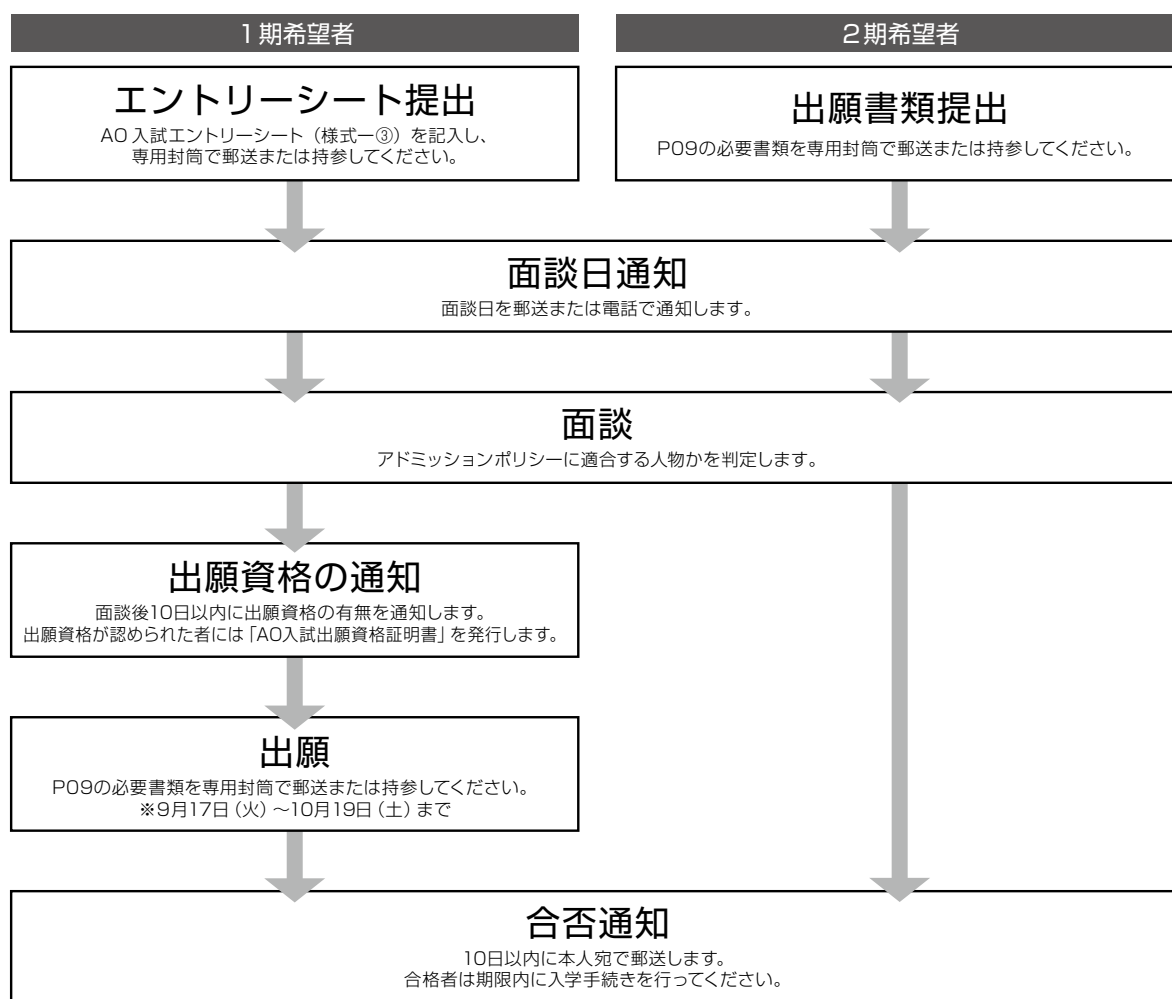 1期希望者
2期希望者
エントリーシート提出
AO 入試エントリーシート（様式ー③）を記入し、
専用封筒で郵送または持参してください。
出願書類提出
P09の必要書類を専用封筒で郵送または持参してください。
面談日通知
面談日を郵送または電話で通知します。
面談
アドミッションポリシーに適合する人物かを判定します。
出願資格の通知
面談後10日以内に出願資格の有無を通知します。
出願資格が認められた者には「AO入試出願資格証明書」を発行します。
出願
P09の必要書類を専用封筒で郵送または持参してください。
※9月17日（火）～10月19日（土）まで
合否通知
10日以内に本人宛で郵送します。
合格者は期限内に入学手続きを行ってください。